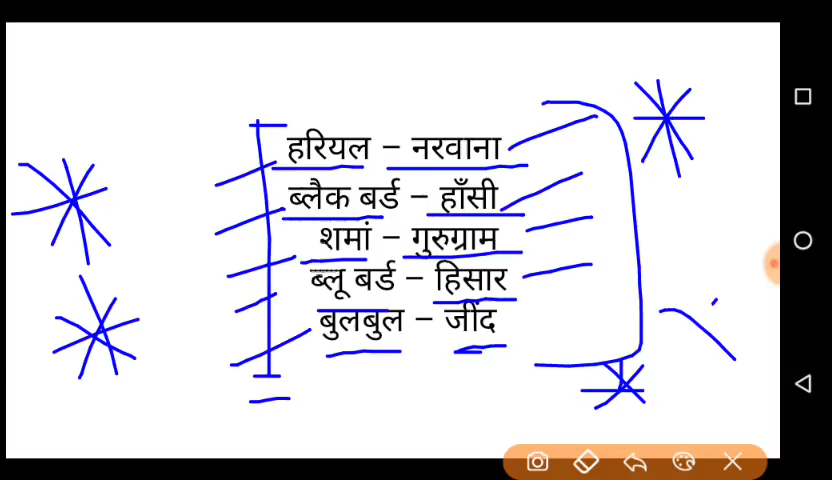 हरियल – नरवाना
ब्लैक बर्ड – हाँसी
शमां – गुरुग्राम
ब्लू बर्ड – हिसार
बुलबुल – जींद